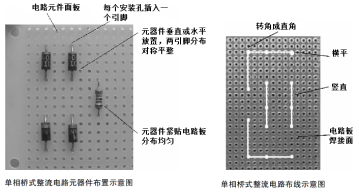 电路元件面板
每个安装孔插入一
个引脚
元器件垂直或水平
放置，两引脚分布
对称平整
元器件紧贴电路板
分布均匀
单相桥式整流电路元器件布置示意图
转角成直角
横平
竖直
电路板
焊接面
单相桥式整流电路布线示意图